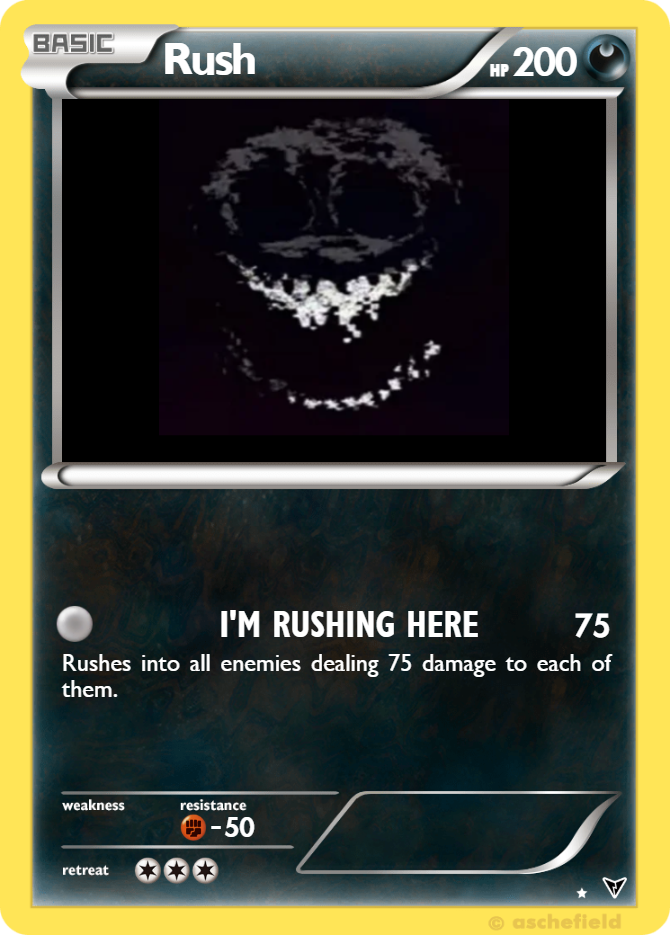 BASIC
Rush
HP 200
I'M RUSHING HERE 75
Rushes into all enemies dealing 75 damage to each of
them.
weakness resistance
-50
retreat
© aschefield